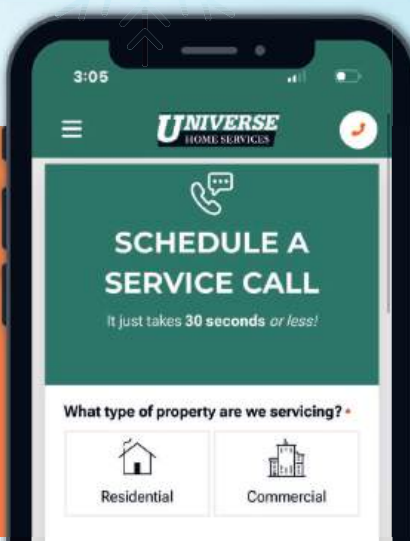 3:05
UNIVERSE
HOME SERVICES
SCHEDULE A
SERVICE CALL
It just takes 30 seconds or less!
What type of property are we servicing? •
Residential
Commercial